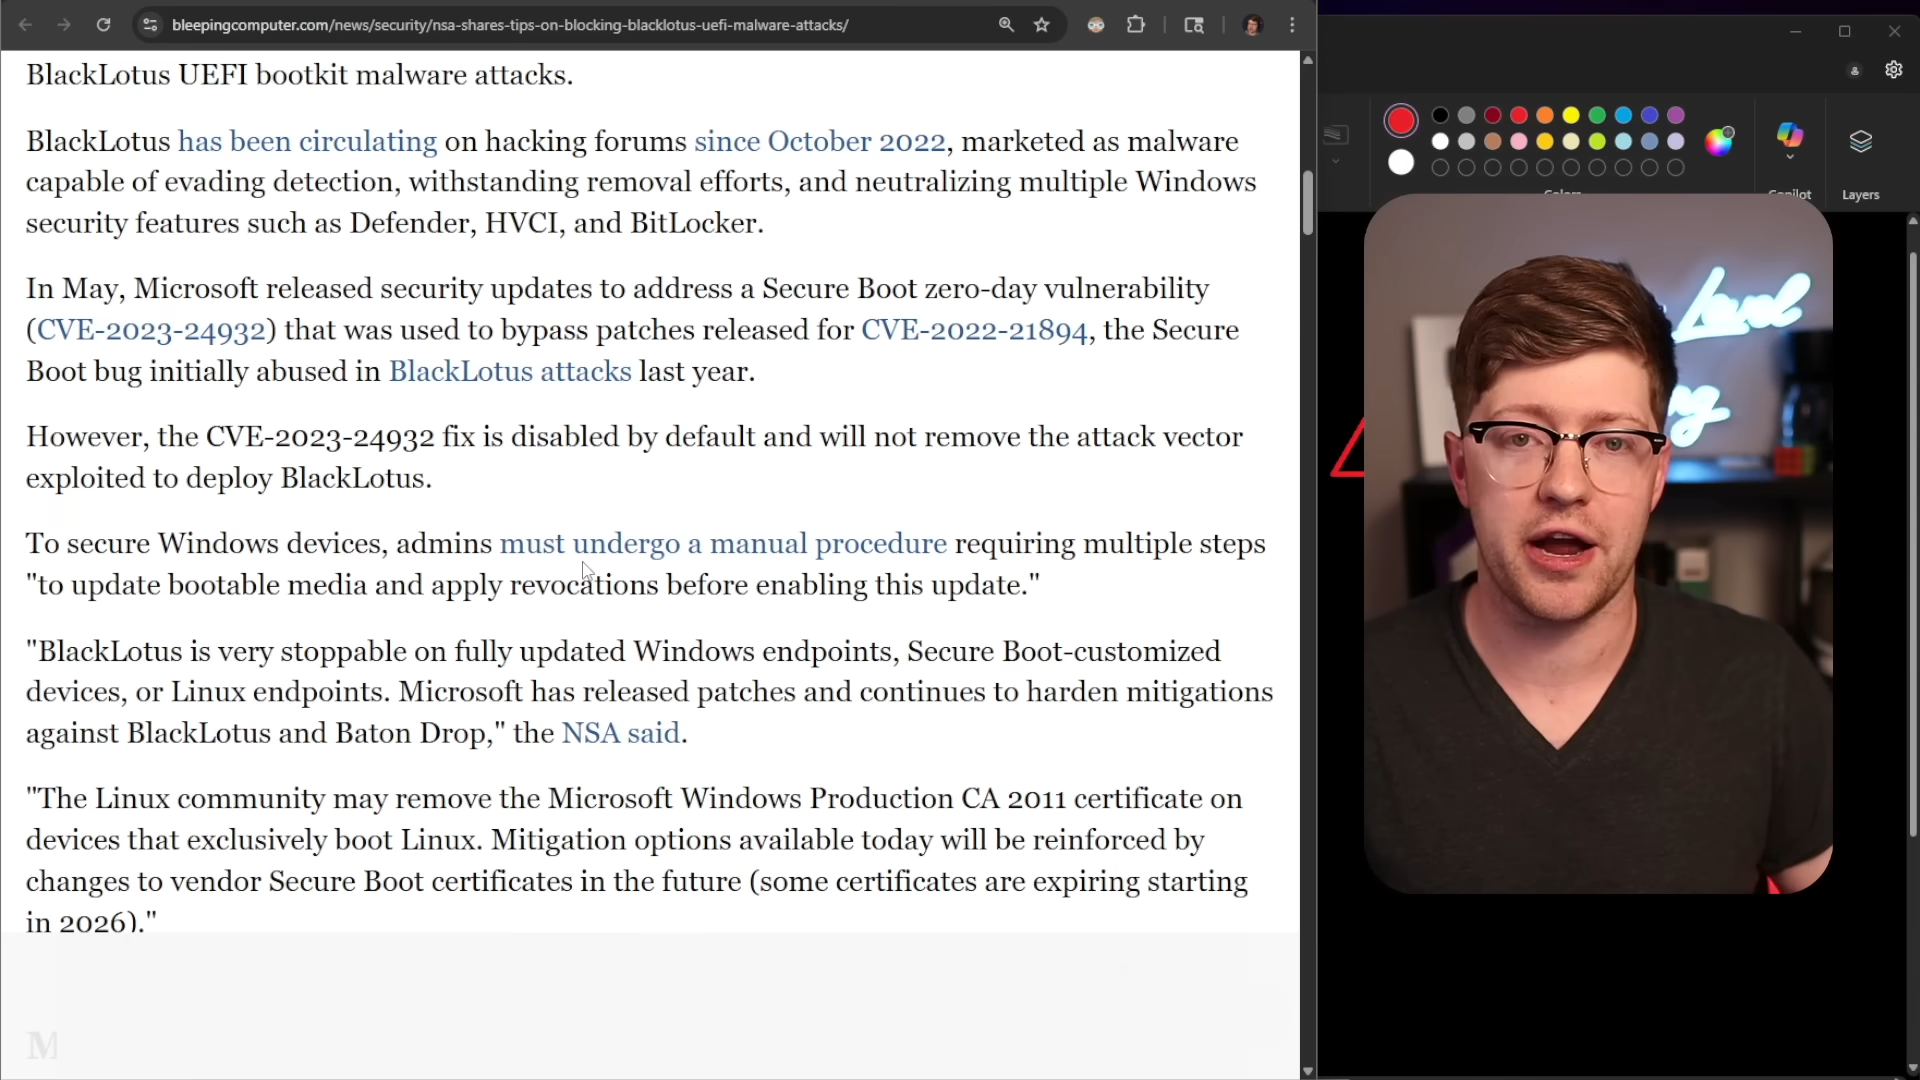 bleepingcomputer.com/news/security/nsa-shares-tips-on-blocking-blacklotus-uefi-malware-attacks/
BlackLotus UEFI bootkit malware attacks.
BlackLotus has been circulating on hacking forums since October 2022, marketed as malware
capable of evading detection, withstanding removal efforts, and neutralizing multiple Windows
security features such as Defender, HVCI, and BitLocker.
In May, Microsoft released security updates to address a Secure Boot zero-day vulnerability
(CVE-2023-24932) that was used to bypass patches released for CVE-2022-21894, the Secure
Boot bug initially abused in BlackLotus attacks last year.
However, the CVE-2023-24932 fix is disabled by default and will not remove the attack vector
exploited to deploy BlackLotus.
To secure Windows devices, admins must undergo a manual procedure requiring multiple steps
"to update bootable media and apply revocations before enabling this update."
"BlackLotus is very stoppable on fully updated Windows endpoints, Secure Boot-customized
devices, or Linux endpoints. Microsoft has released patches and continues to harden mitigations
against BlackLotus and Baton Drop," the NSA said.
"The Linux community may remove the Microsoft Windows Production CA 2011 certificate on
devices that exclusively boot Linux. Mitigation options available today will be reinforced by
changes to vendor Secure Boot certificates in the future (some certificates are expiring starting
in 2026)."
M
Colors
Copilot
Layers
Level